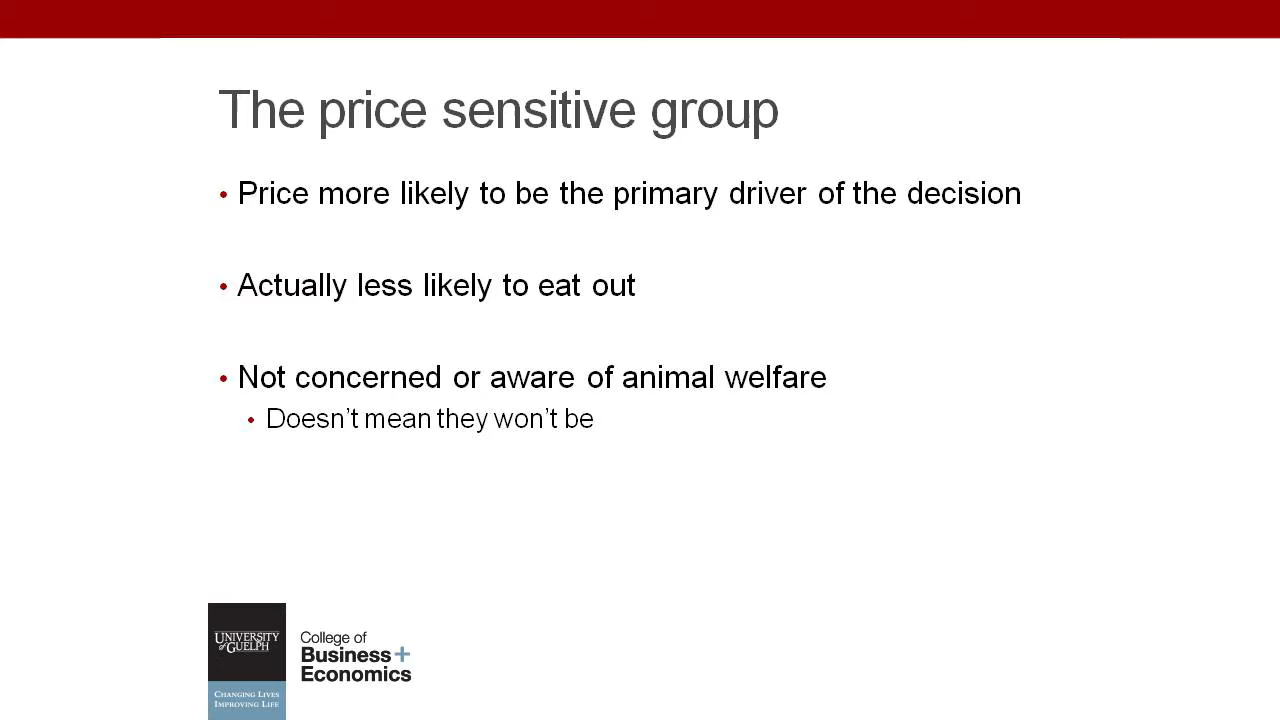 The price sensitive group
• Price more likely to be the primary driver of the decision
• Actually less likely to eat out
• Not concerned or aware of animal welfare
• Doesn’t mean they won’t be
UNIVERSITY
of GUELPH
CHANGING LIVES
IMPROVING LIFE
College of
Business+
Economics